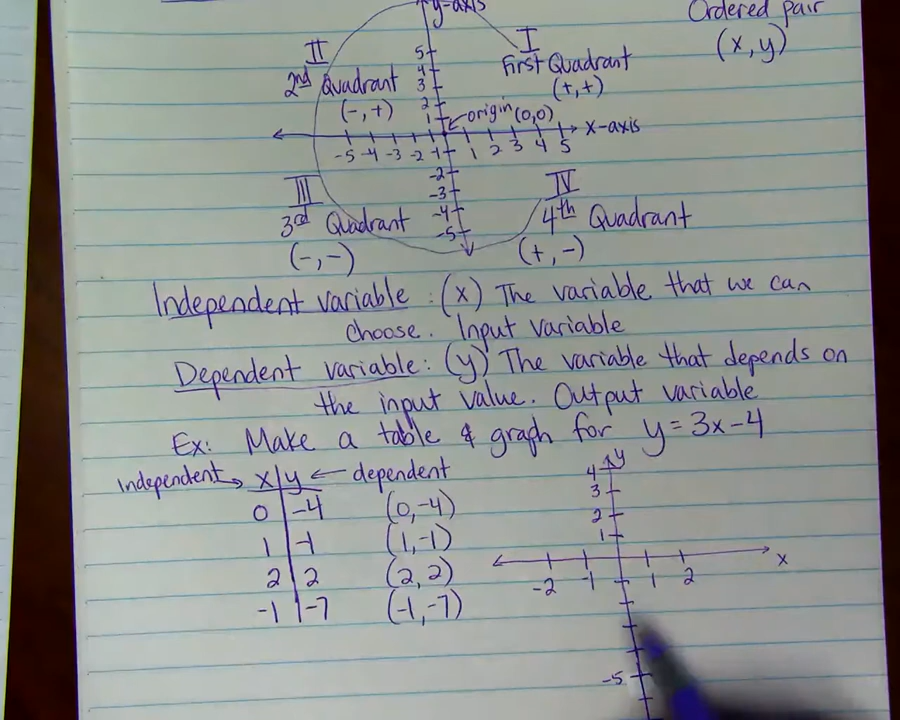 y-axis
Ordered pair
(x,y)
II
2nd Quadrant
(-,+)
I
First Quadrant
(+,+)
5
4
3
2
1
origin (0,0)
x-axis
-5 -4 -3 -2 -1 1 2 3 4 5
-2
-3
-4
-5
III
3rd Quadrant
(-,-)
IV
4th Quadrant
(+,-)
Independent variable : (x) The variable that we can
choose. Input variable
Dependent variable: (y) The variable that depends on
the input value. Output variable
Ex: Make a table & graph for y=3x-4
Independent → x|y ← dependent
0 | -4 (0,-4)
1 | -1 (1,-1)
2 | 2 (2,2)
-1 | -7 (-1,-7)
y
4
3
2
1
x
-2 -1 1 2
-5